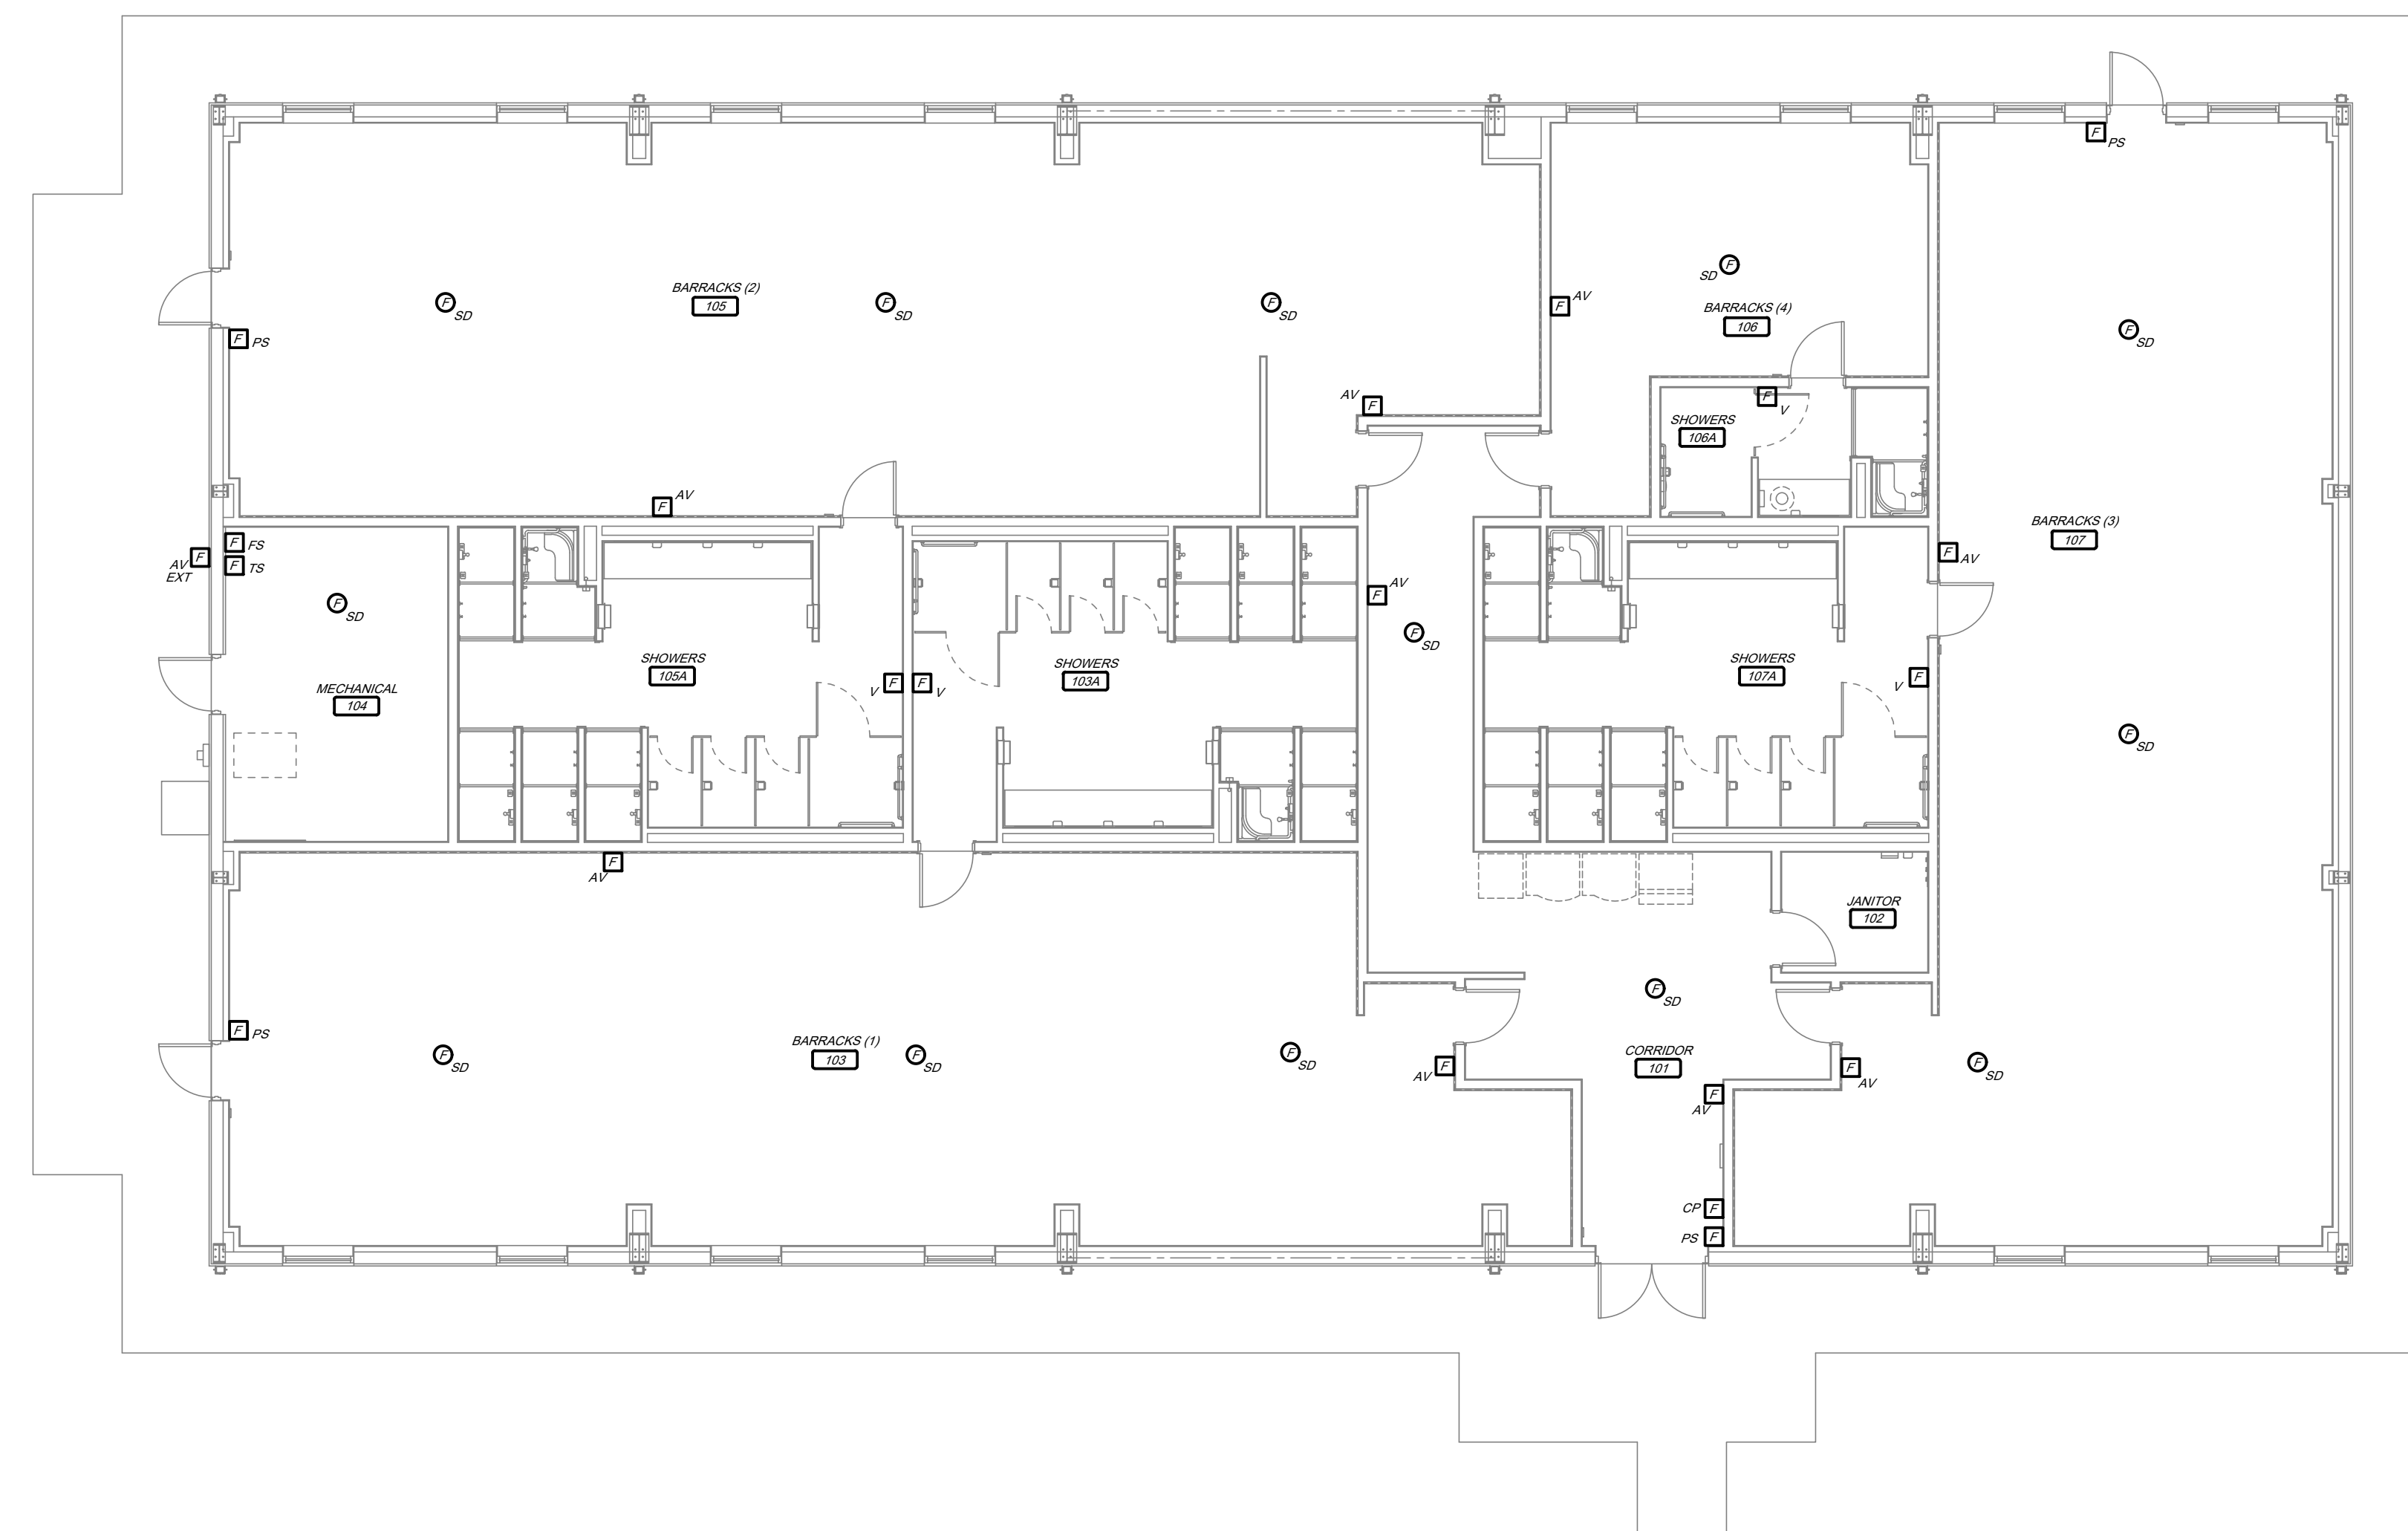 F
PS
BARRACKS (2)
105
F
SD
F
SD
F
SD
F
SD
BARRACKS (4)
106
F
AV
F
SD
F
PS
AV
F
F
V
SHOWERS
106A
F
AV
BARRACKS (3)
107
F
AV
F
FS
F
TS
F
AV
EXT
F
SD
F
AV
F
SD
SHOWERS
105A
SHOWERS
103A
SHOWERS
107A
V
F
F
V
V
F
MECHANICAL
104
F
SD
F
AV
JANITOR
102
F
SD
F
PS
BARRACKS (1)
103
F
SD
F
SD
F
SD
CORRIDOR
101
F
AV
F
AV
F
SD
F
AV
CP
F
PS
F